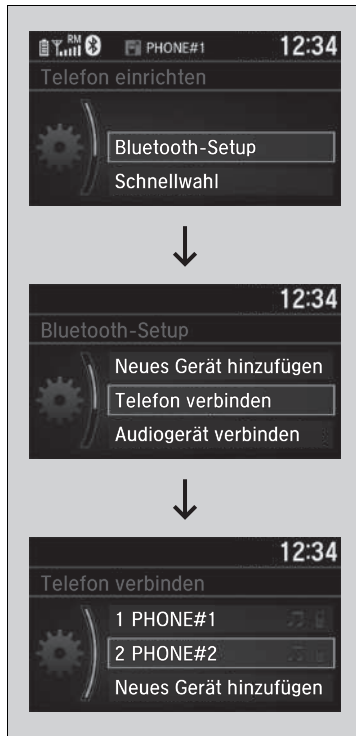 RM PHONE#1 12:34
Telefon einrichten
Bluetooth-Setup
Schnellwahl
12:34
Bluetooth-Setup
Neues Gerät hinzufügen
Telefon verbinden
Audiogerät verbinden
12:34
Telefon verbinden
1 PHONE#1
2 PHONE#2
Neues Gerät hinzufügen